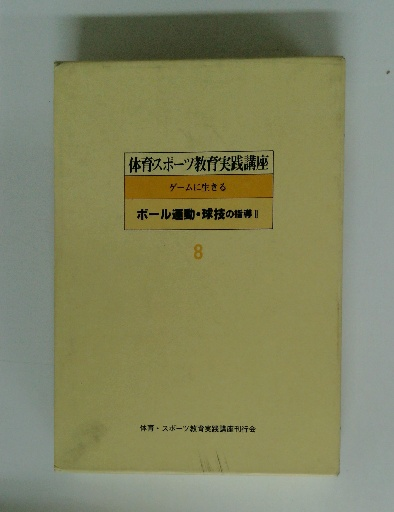 体育スポーツ教育実践講座
ゲームに生きる
ボール運動・球技の指導II
8
体育・スポーツ教育実践講座刊行会